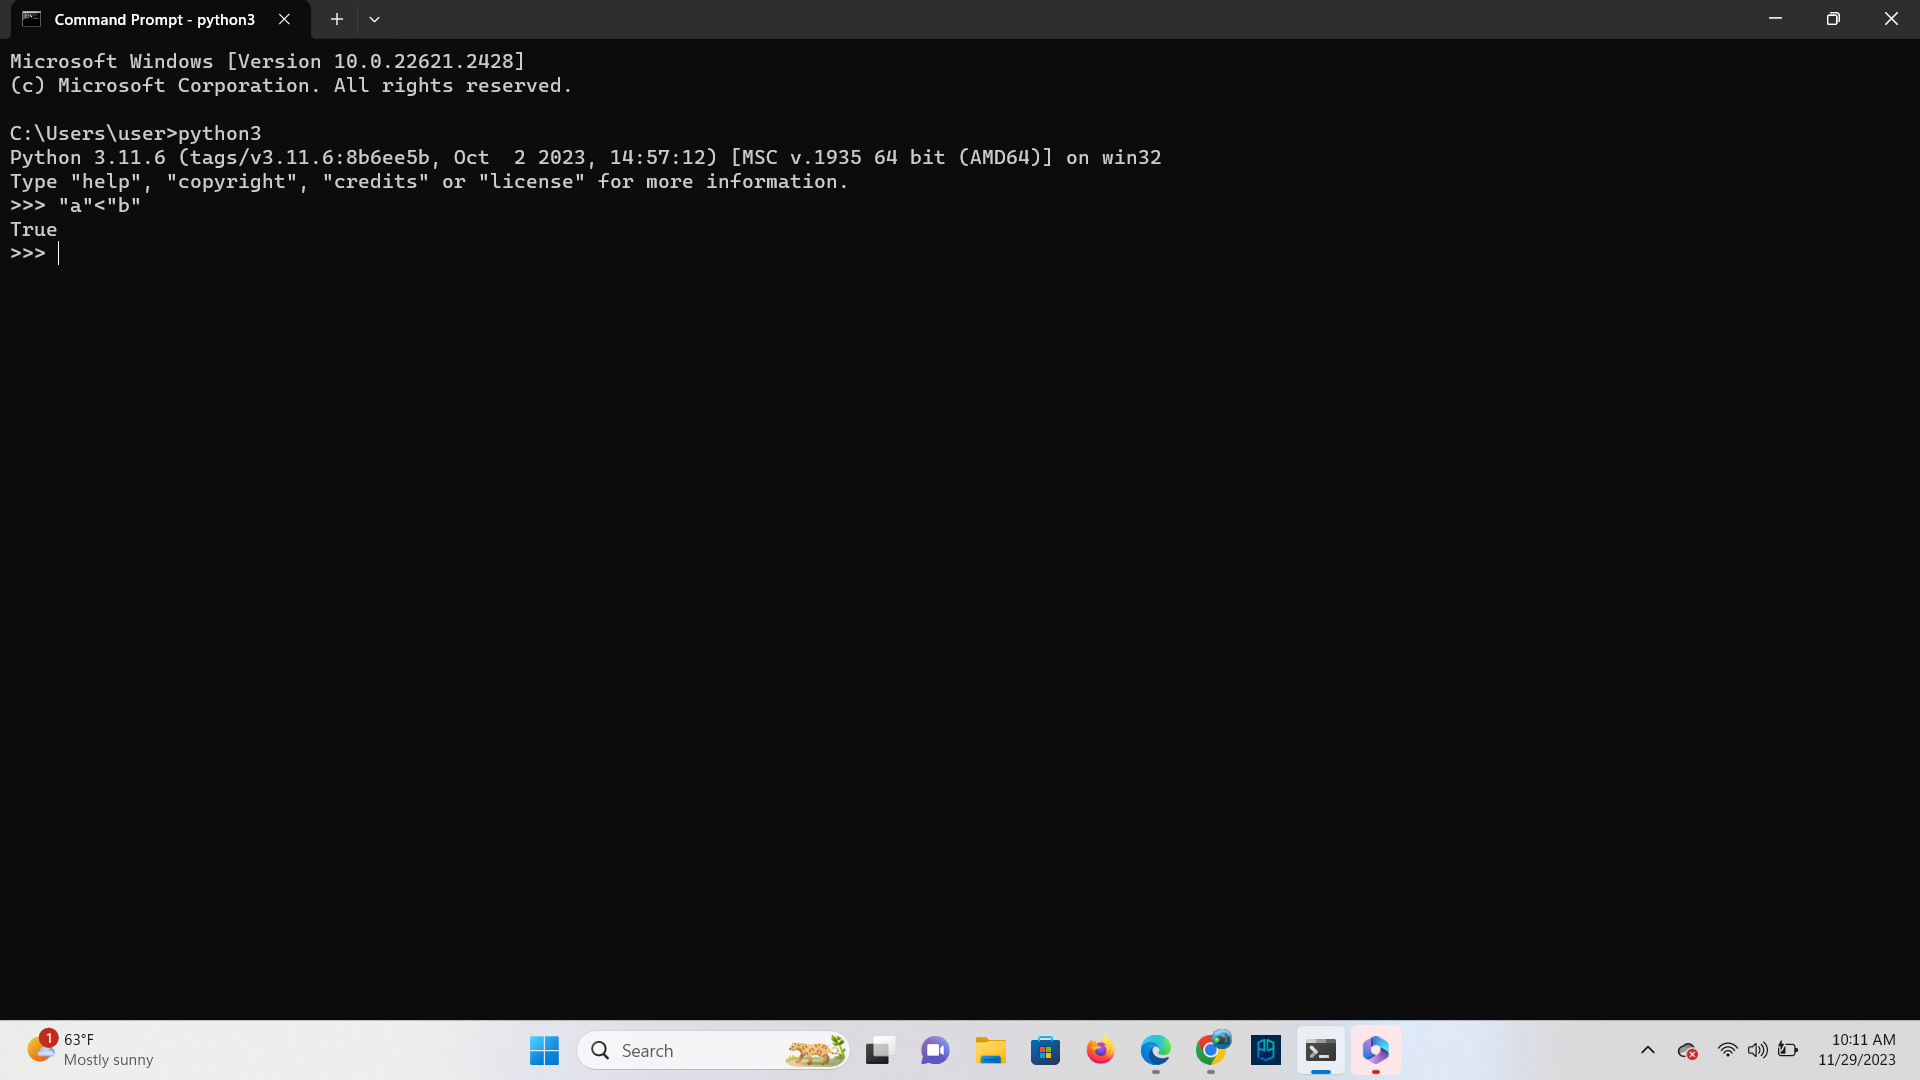 Command Prompt - python3
Microsoft Windows [Version 10.0.22621.2428]
(c) Microsoft Corporation. All rights reserved.
C:\Users\user>python3
Python 3.11.6 (tags/v3.11.6:8b6ee5b, Oct  2 2023, 14:57:12) [MSC v.1935 64 bit (AMD64)] on win32
Type "help", "copyright", "credits" or "license" for more information.
>>> "a"<"b"
True
>>>
1
63°F
Mostly sunny
Search
10:11 AM
11/29/2023